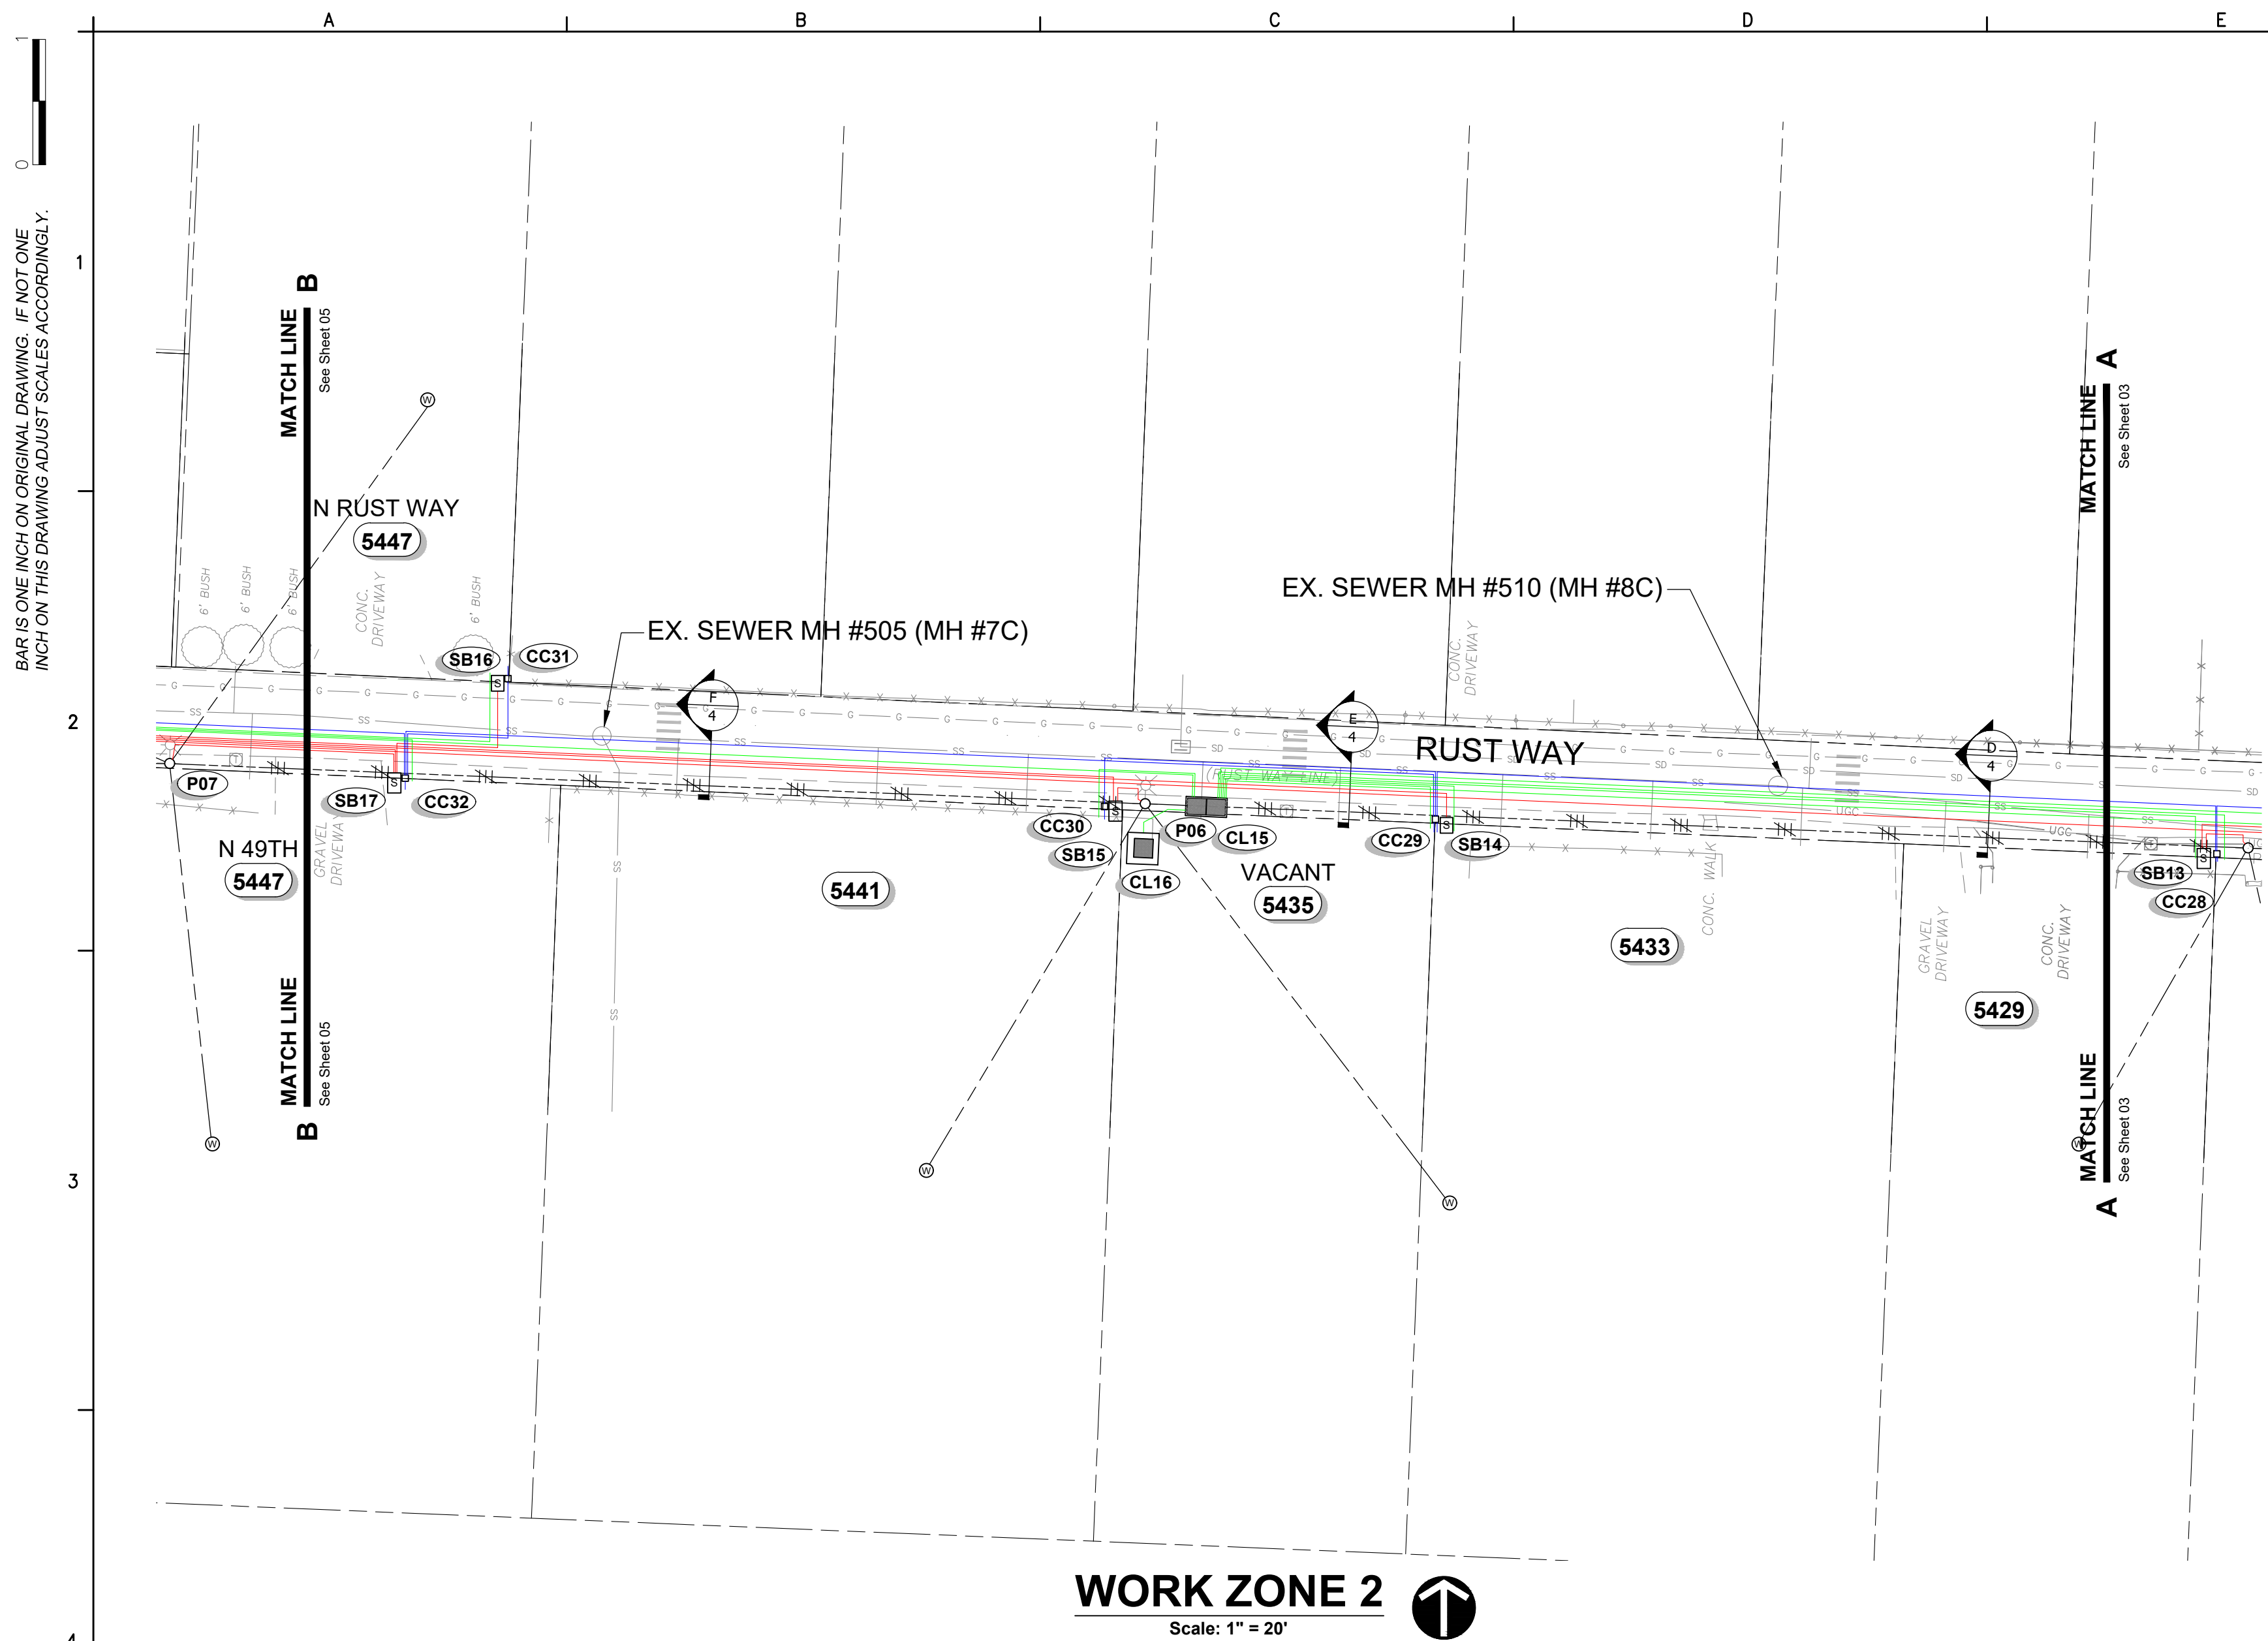 A
B
C
D
E
1
0
BAR IS ONE INCH ON ORIGINAL DRAWING. IF NOT ONE
INCH ON THIS DRAWING ADJUST SCALES ACCORDINGLY.
1
2
3
4
B
MATCH LINE
See Sheet 05
A
MATCH LINE
See Sheet 03
W
N RUST WAY
5447
6' BUSH
6' BUSH
6' BUSH
CONC.
DRIVEWAY
6' BUSH
SB16
CC31
EX. SEWER MH #505 (MH #7C)
EX. SEWER MH #510 (MH #8C)
CONC.
DRIVEWAY
F
4
E
4
D
4
RUST WAY
(RUST WAY LINE)
P07
SB17
CC32
CC30
SB15
P06
CL15
CL16
CC29
SB14
SB13
CC28
UGC
UGC
N 49TH
5447
GRAVEL
DRIVEWAY
5441
VACANT
5435
5433
CONC. WALK
GRAVEL
DRIVEWAY
CONC.
DRIVEWAY
5429
W
W
W
W
MATCH LINE
See Sheet 05
B
MATCH LINE
See Sheet 03
A
WORK ZONE 2
Scale: 1" = 20'